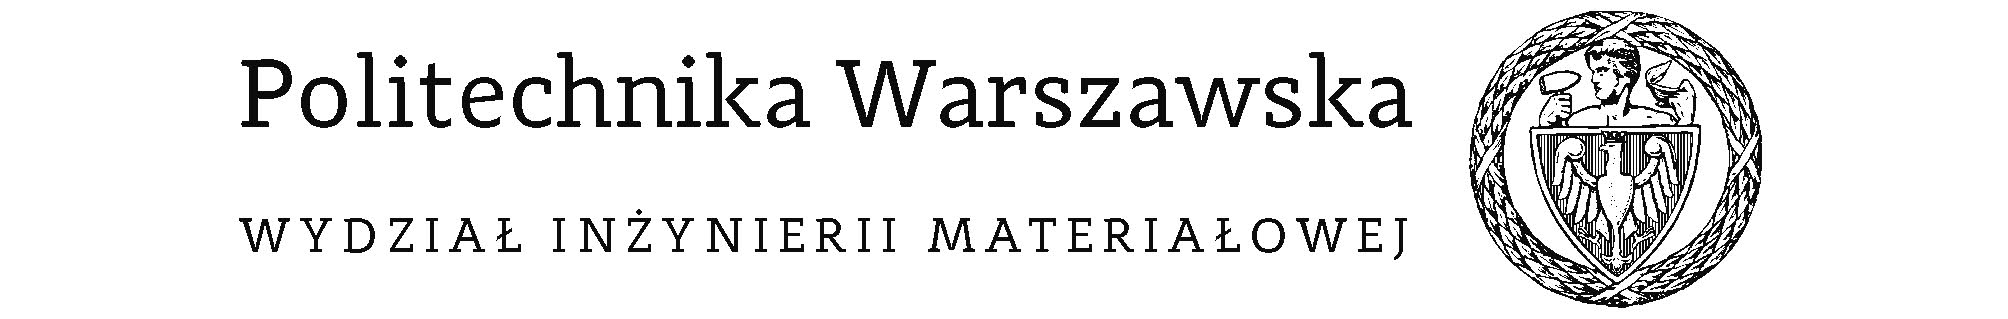 Politechnika Warszawska
WYDZIAŁ INŻYNIERII MATERIAŁOWEJ